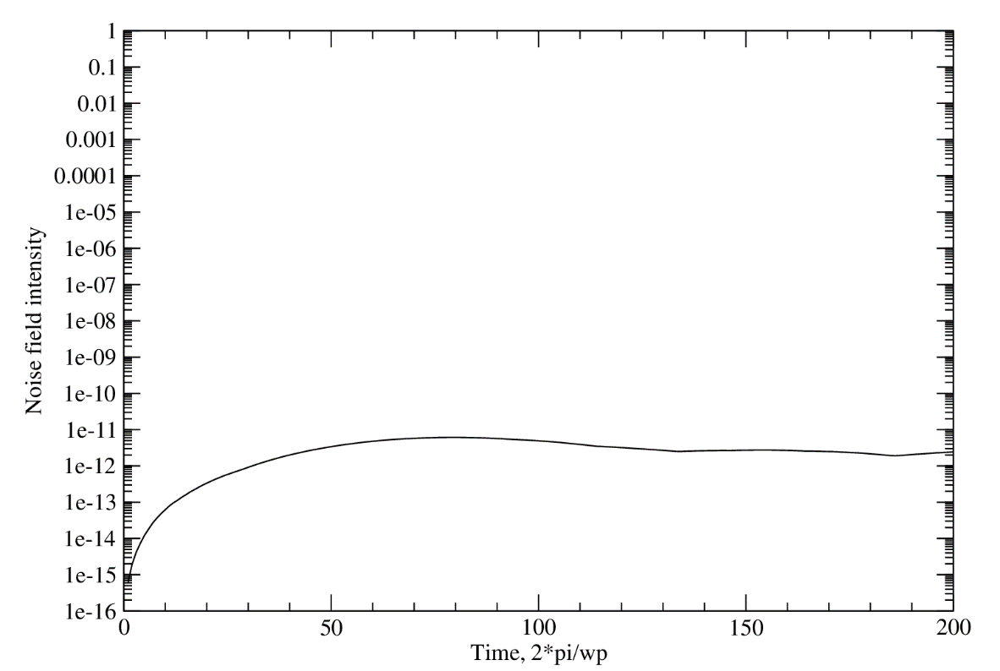 1
0.1
0.01
0.001
0.0001
1e-05
1e-06
1e-07
1e-08
1e-09
1e-10
1e-11
1e-12
1e-13
1e-14
1e-15
1e-16
Noise field intensity
0 50 100 150 200
Time, 2*pi/wp